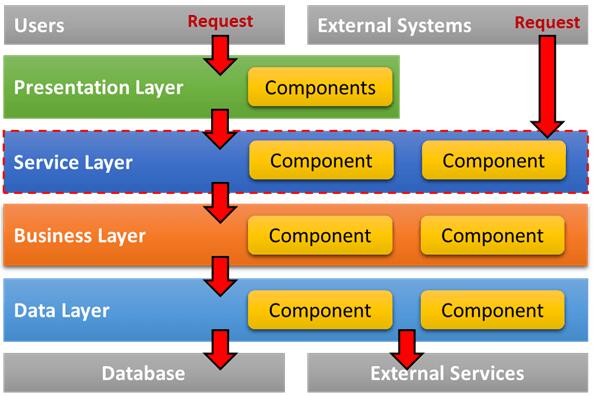 Users Request External Systems Request
Presentation Layer Components
Service Layer Component Component
Business Layer Component Component
Data Layer Component Component
Database External Services